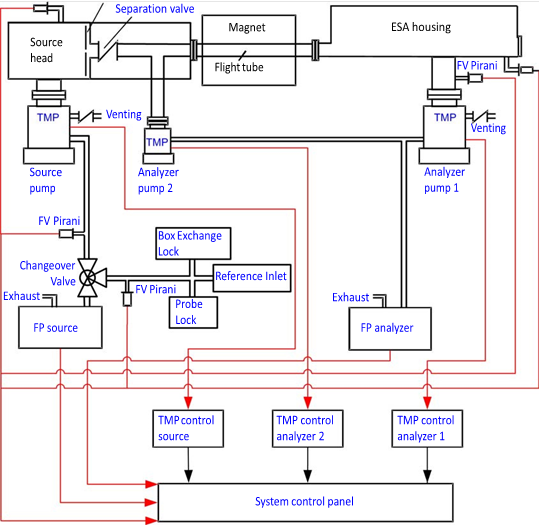 Separation valve
Magnet
ESA housing
Source
head
Flight tube
FV Pirani
TMP
Venting
TMP
TMP
Venting
Source
pump
Analyzer
pump 2
Analyzer
pump 1
FV Pirani
Box Exchange
Lock
Changeover
Valve
Reference Inlet
FV Pirani
Exhaust
Probe
Lock
Exhaust
FP source
FP analyzer
TMP control
source
TMP control
analyzer 2
TMP control
analyzer 1
System control panel